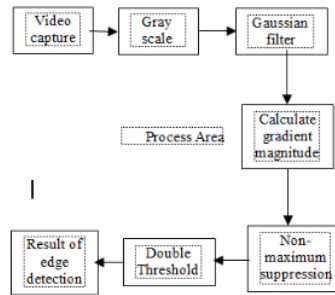 Video
capture
Gray
scale
Gaussian
filter
Calculate
gradient
magnitude
Process Area
Non-
maximum
suppression
Double
Threshold
Result of
edge
detection